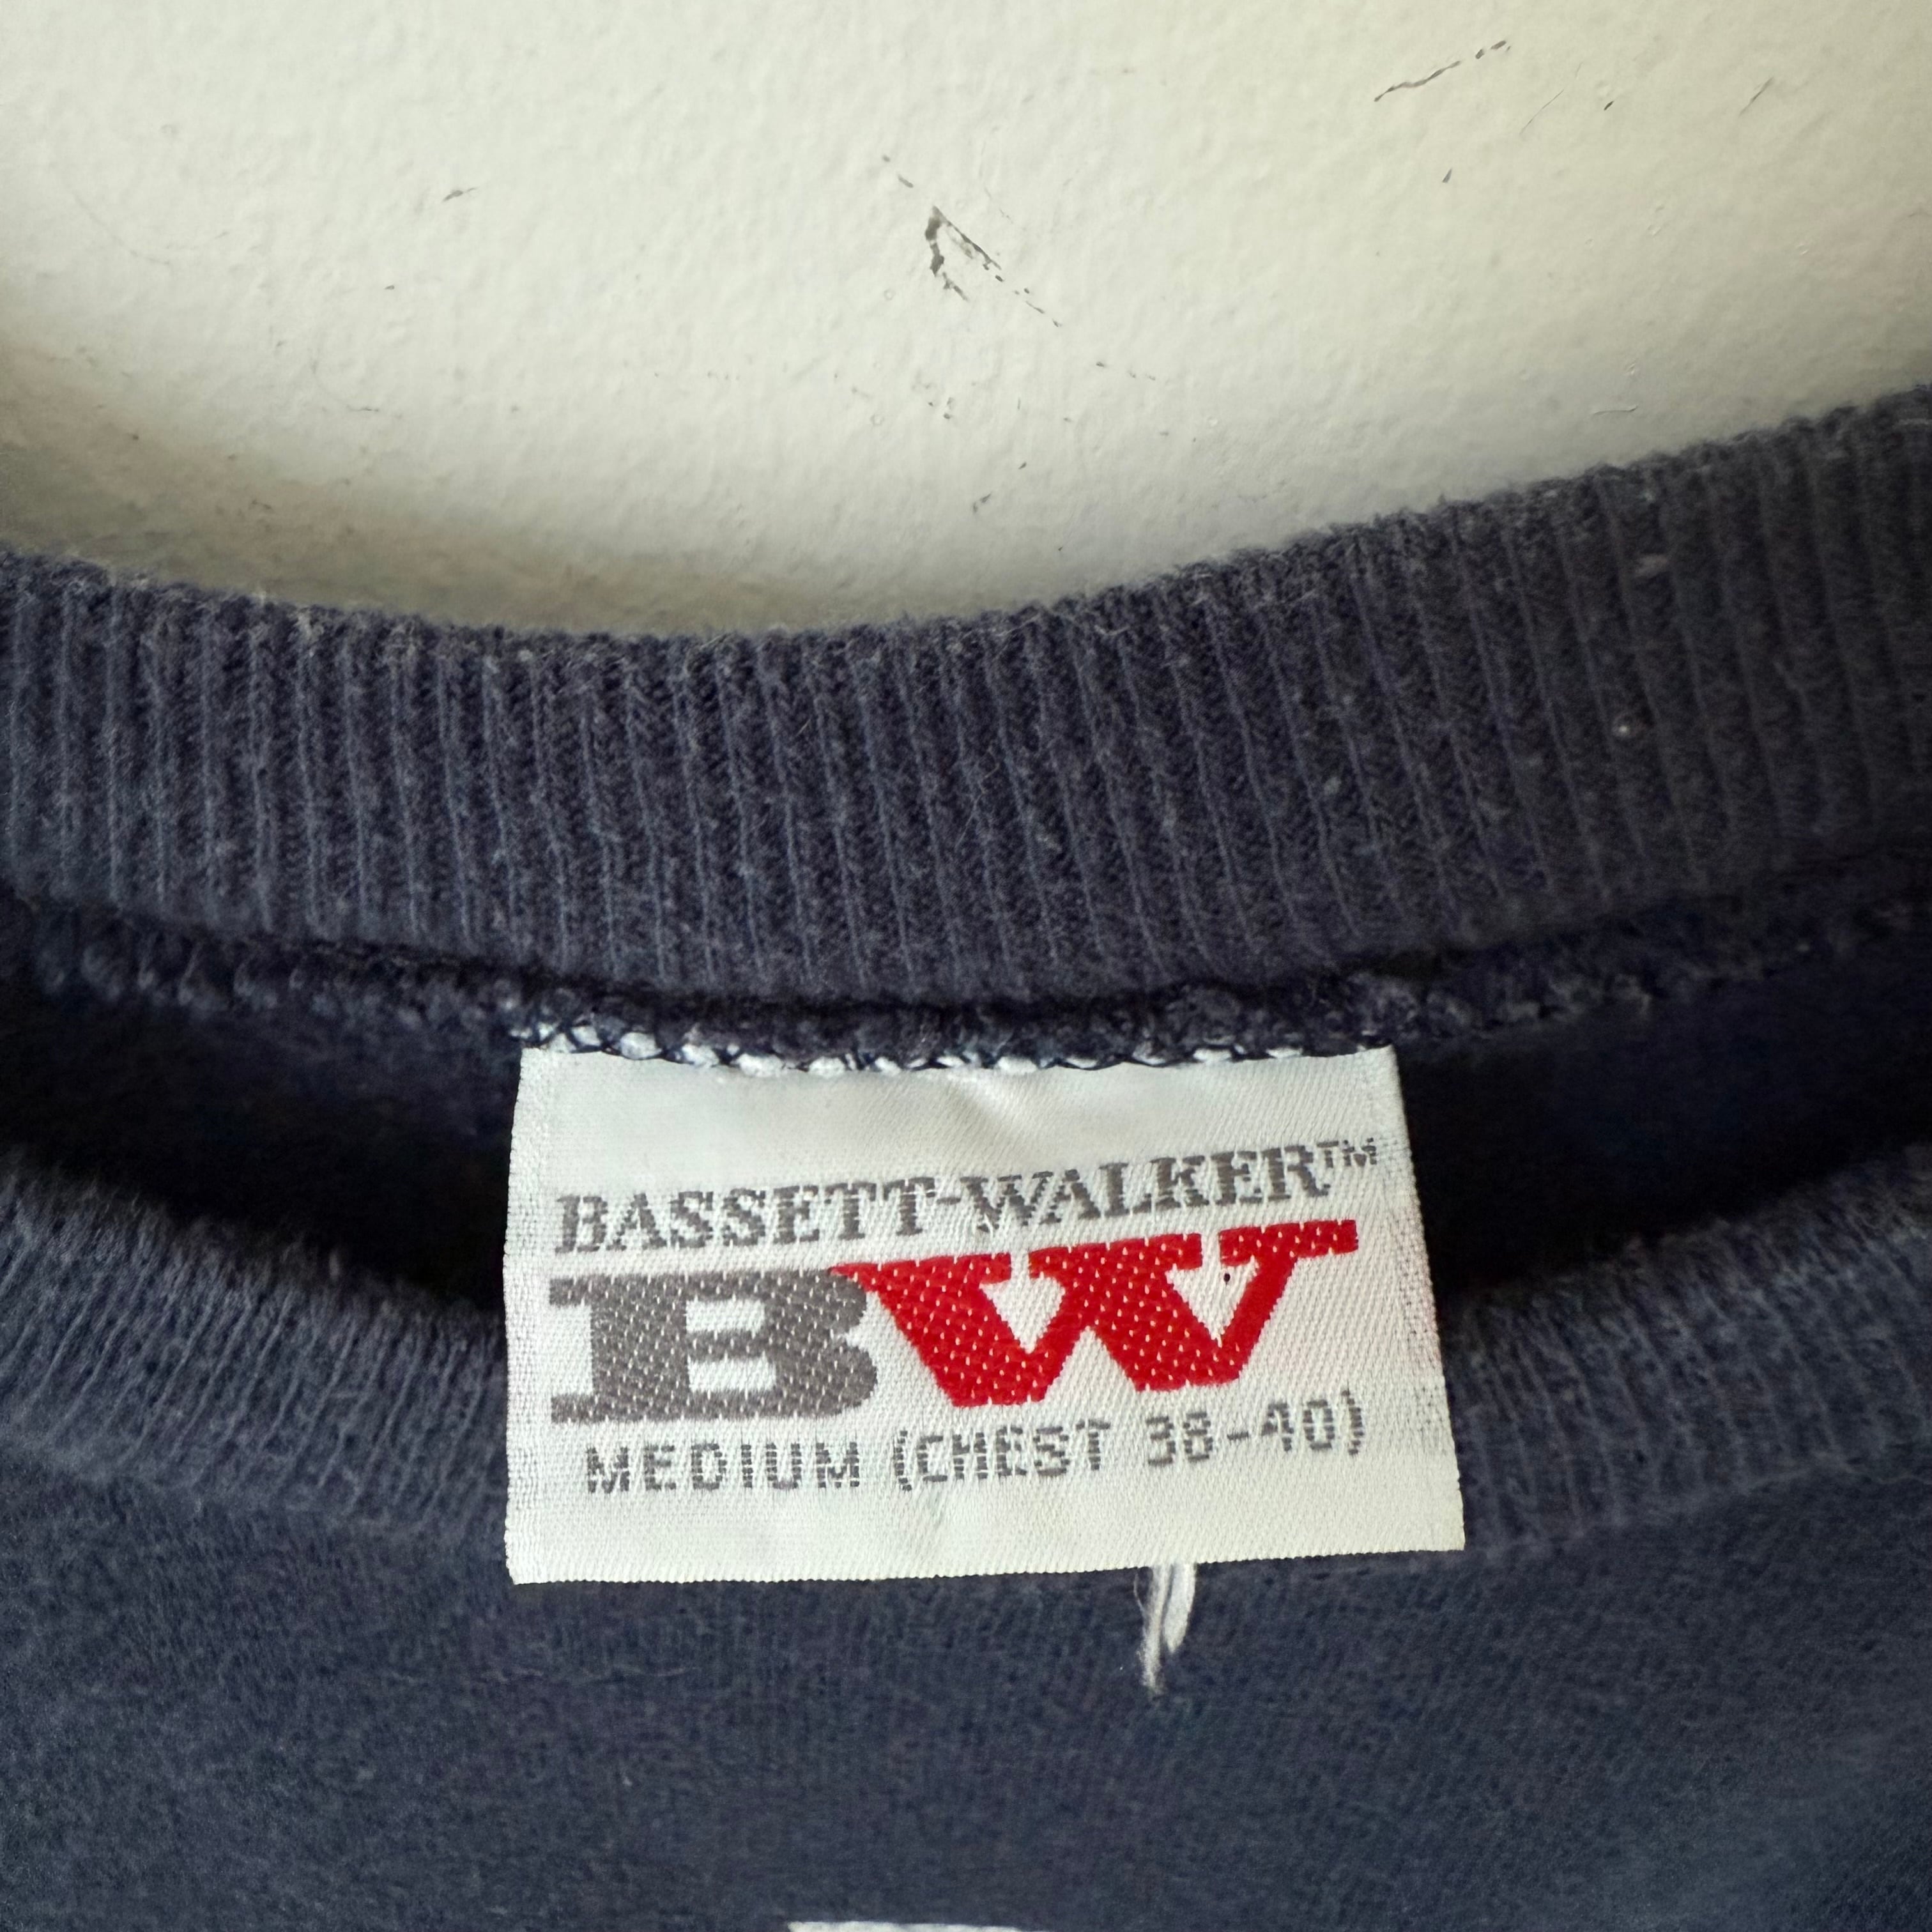 BASSETT-WALKER™
BW
MEDIUM (CHEST 38-40)